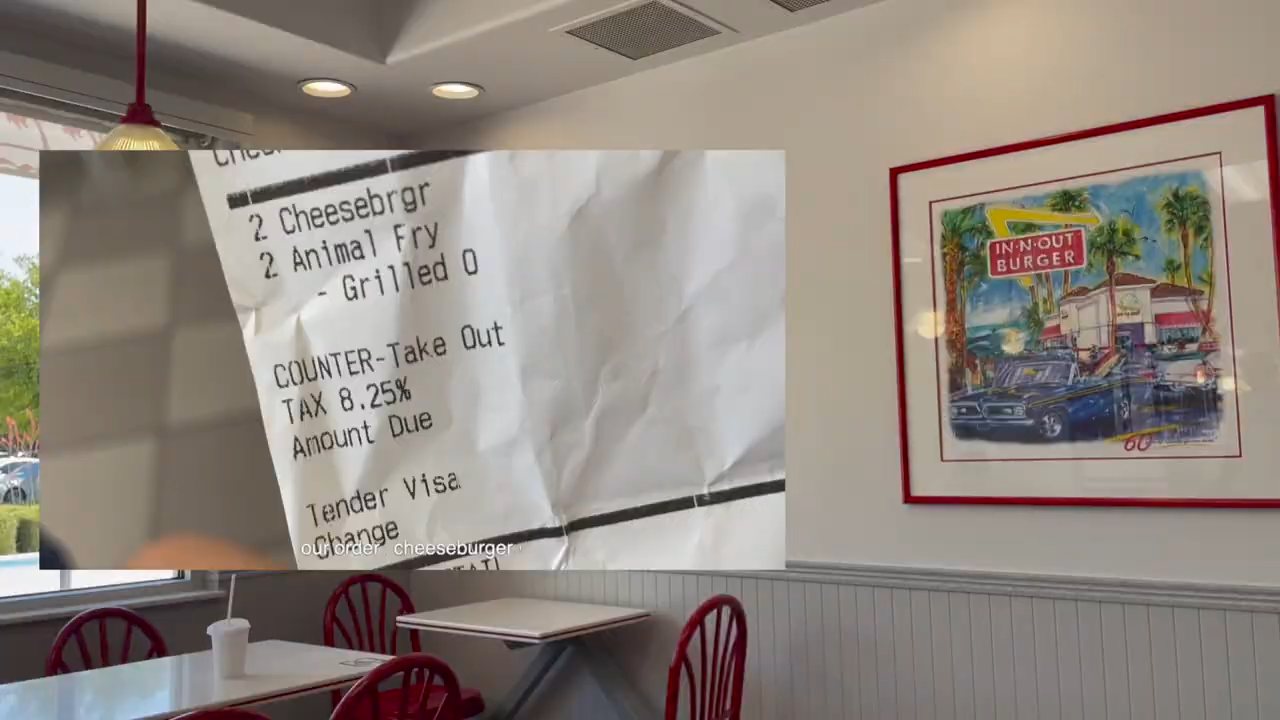 2 Cheesebrgr
2 Animal Fry
- Grilled O
COUNTER-Take Out
TAX 8.25%
Amount Due
Tender Visa
Change
our order cheeseburger
IN-N-OUT
BURGER
60